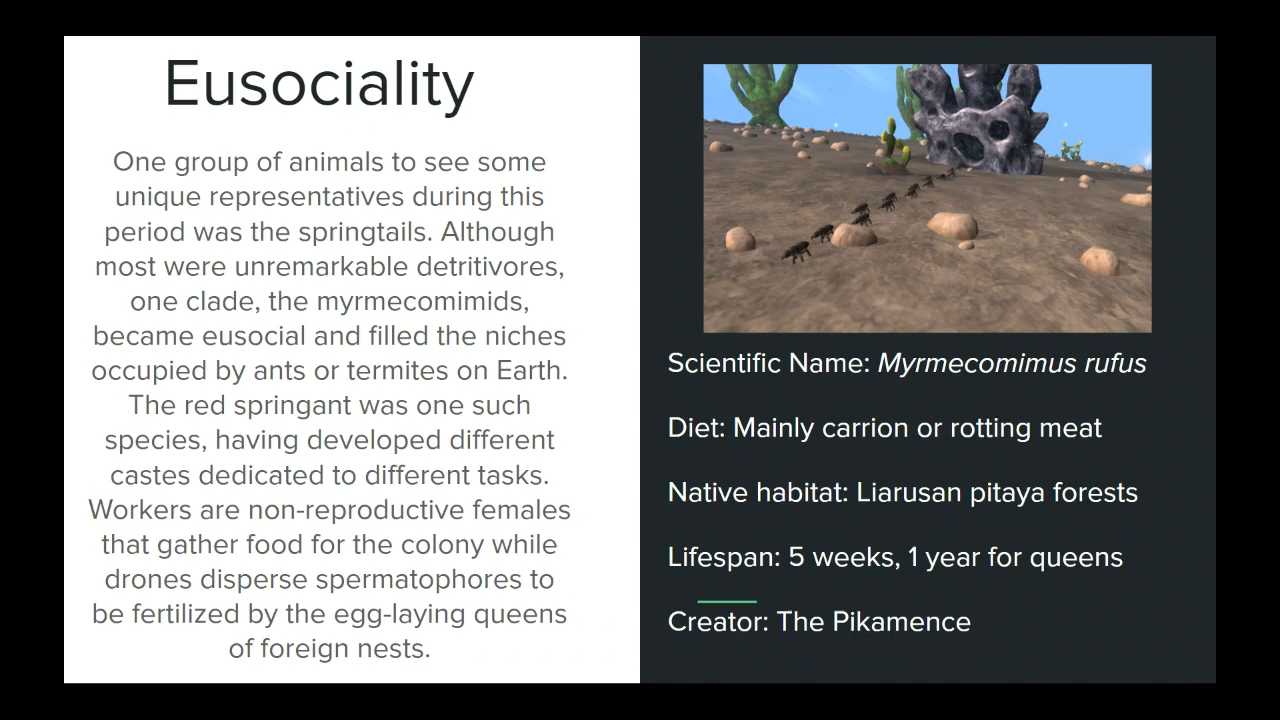 Eusociality
One group of animals to see some
unique representatives during this
period was the springtails. Although
most were unremarkable detritivores,
one clade, the myrmecomimids,
became eusocial and filled the niches
occupied by ants or termites on Earth.
The red springant was one such
species, having developed different
castes dedicated to different tasks.
Workers are non-reproductive females
that gather food for the colony while
drones disperse spermatophores to
be fertilized by the egg-laying queens
of foreign nests.
Scientific Name: Myrmecomimus rufus
Diet: Mainly carrion or rotting meat
Native habitat: Liarusan pitaya forests
Lifespan: 5 weeks, 1 year for queens
Creator: The Pikamence